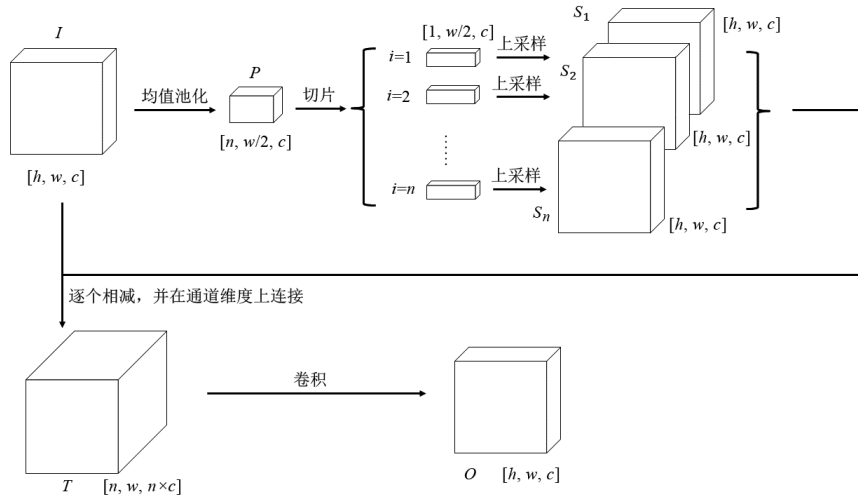 I
[h, w, c]
均值池化
P
[n, w/2, c]
切片
[1, w/2, c]
i=1
上采样
i=2
上采样
……
i=n
上采样
S₁
[h, w, c]
S₂
[h, w, c]
Sₙ
[h, w, c]
逐个相减，并在通道维度上连接
T
[n, w, n×c]
卷积
O
[h, w, c]